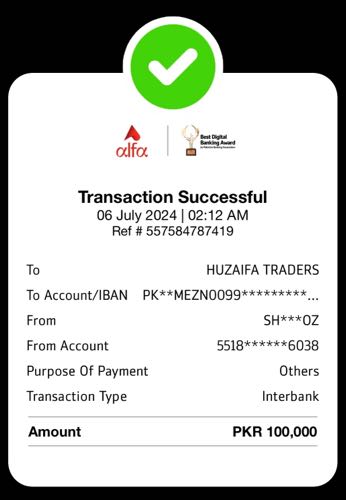 alfa
Best Digital
Banking Award
Transaction Successful
06 July 2024 | 02:12 AM
Ref # 557584787419
To HUZAIFA TRADERS
To Account/IBAN PK**MEZN0099*********...
From SH***OZ
From Account 5518******6038
Purpose Of Payment Others
Transaction Type Interbank
Amount PKR 100,000